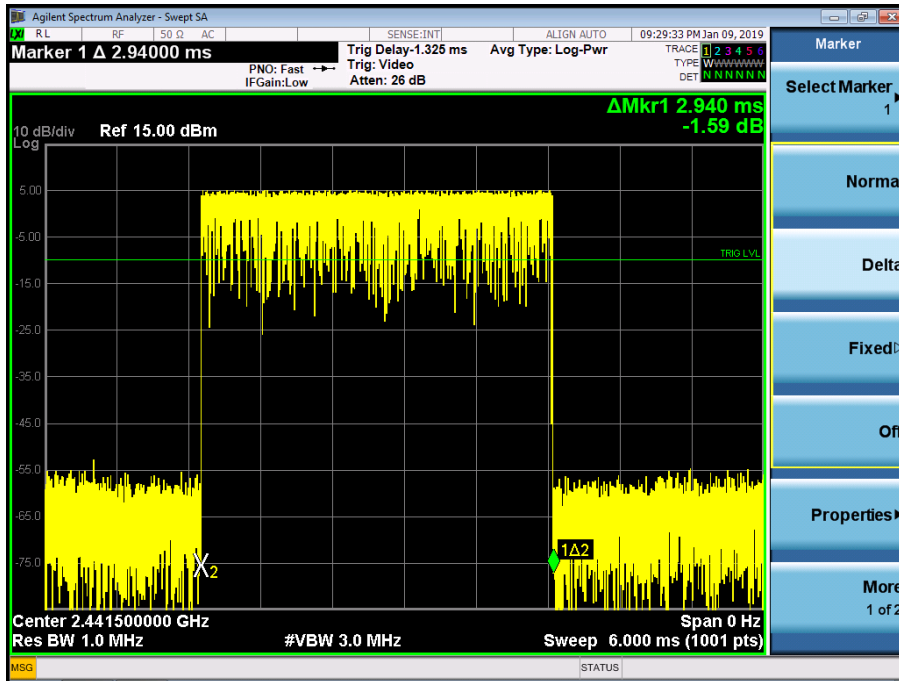 Agilent Spectrum Analyzer - Swept SA
LXI RL RF 50 Ω AC SENSE:INT ALIGN AUTO 09:29:33 PM Jan 09, 2019
Marker 1 Δ 2.94000 ms
PNO: Fast
IFGain:Low
Trig Delay-1.325 ms
Trig: Video
Atten: 26 dB
Avg Type: Log-Pwr
TRACE 1 2 3 4 5 6
TYPE WWWWWW
DET N N N N N N
ΔMkr1 2.940 ms
-1.59 dB
10 dB/div Ref 15.00 dBm
Log
5.00
-5.00
TRIG LVL
-15.0
-25.0
-35.0
-45.0
-55.0
-65.0
-75.0
X2
1Δ2
Center 2.441500000 GHz Span 0 Hz
Res BW 1.0 MHz #VBW 3.0 MHz Sweep 6.000 ms (1001 pts)
MSG STATUS
Marker
Select Marker
1
Norma
Delta
Fixed
Off
Properties
More
1 of 2